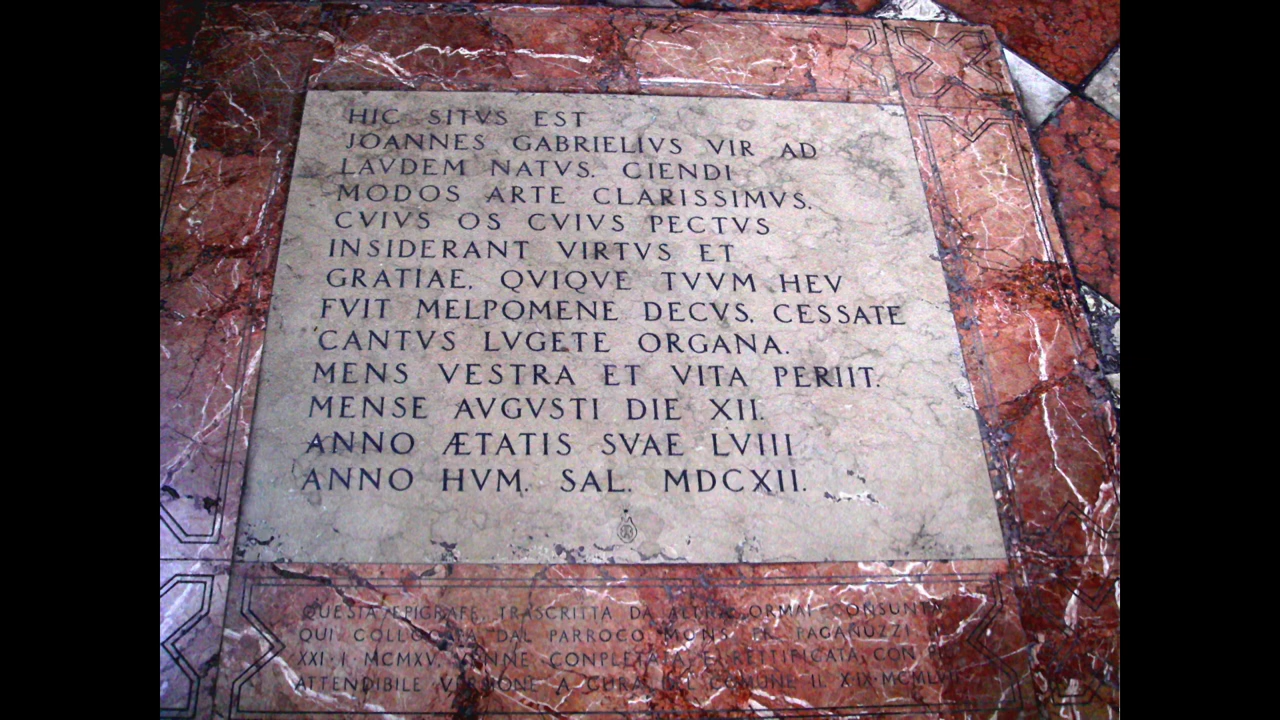 HIC SITVS EST
JOANNES GABRIELIVS VIR AD
LAVDEM NATVS. CIENDI
MODOS ARTE CLARISSIMVS.
CVIVS OS CVIVS PECTVS
INSIDERANT VIRTVS ET
GRATIAE. QVIQVE TVVM HEV
FVIT MELPOMENE DECVS. CESSATE
CANTVS LVGETE ORGANA.
MENS VESTRA ET VITA PERIIT.
MENSE AVGVSTI DIE XII.
ANNO ÆTATIS SVAE LVIII
ANNO HVM. SAL. MDCXII.
QUESTA EPIGRAFE, TRASCRITTA DA ALTRA ORMAI CONSUNTA
QUI COLLOCATA DAL PARROCO MONS. PAGANUZZI
XXI·I·MCMXV, VENNE CONPLETATA E RETTIFICATA, CON
ATTENDIBILE VERSIONE A CURA DEL COMUNE IL